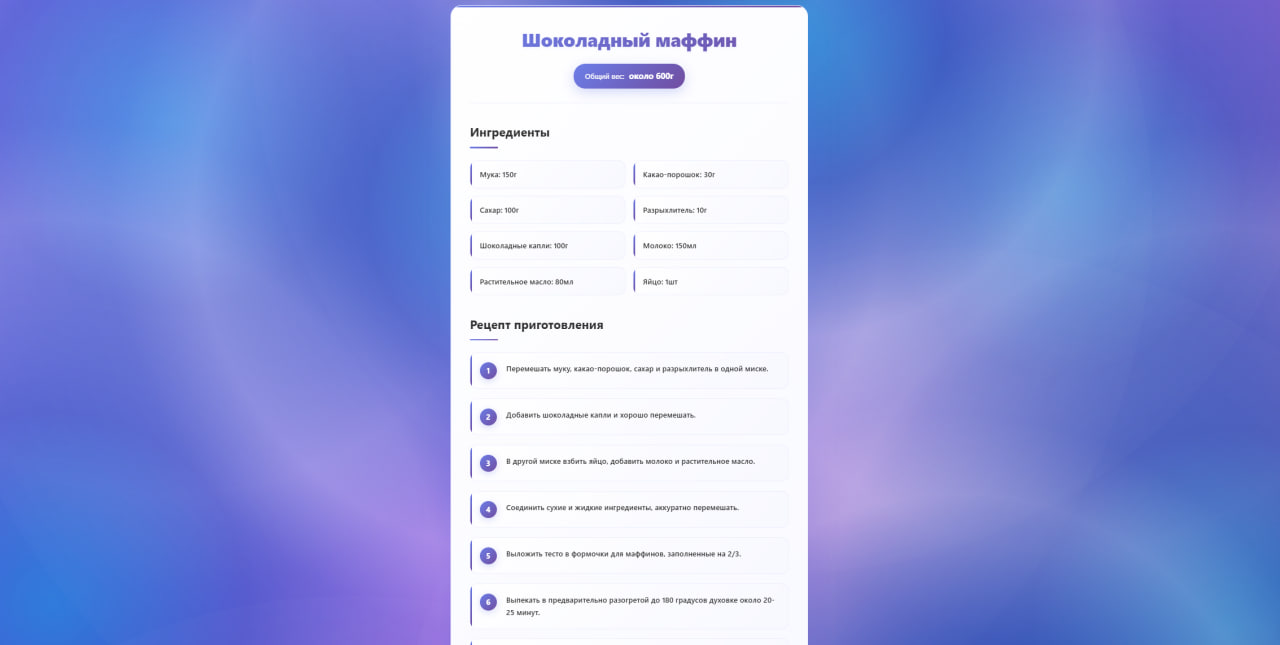 Шоколадный маффин
Общий вес: около 600г
Ингредиенты
Мука: 150г
Какао-порошок: 30г
Сахар: 100г
Разрыхлитель: 10г
Шоколадные капли: 100г
Молоко: 150мл
Растительное масло: 80мл
Яйцо: 1шт
Рецепт приготовления
1 Перемешать муку, какао-порошок, сахар и разрыхлитель в одной миске.
2 Добавить шоколадные капли и хорошо перемешать.
3 В другой миске взбить яйцо, добавить молоко и растительное масло.
4 Соединить сухие и жидкие ингредиенты, аккуратно перемешать.
5 Выложить тесто в формочки для маффинов, заполненные на 2/3.
6 Выпекать в предварительно разогретой до 180 градусов духовке около 20-
25 минут.